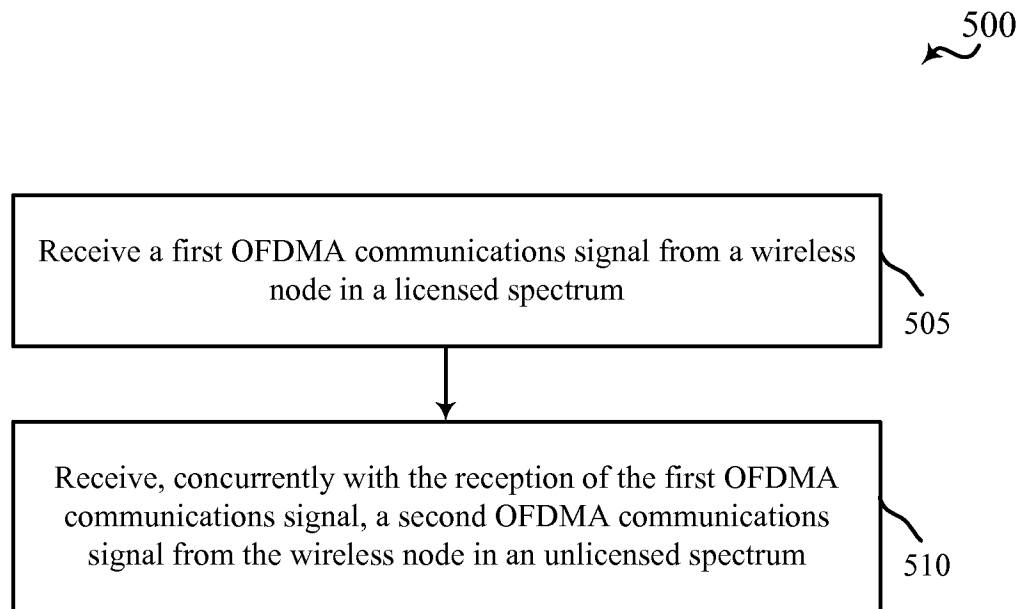 500
Receive a first OFDMA communications signal from a wireless
node in a licensed spectrum
505
Receive, concurrently with the reception of the first OFDMA
communications signal, a second OFDMA communications
signal from the wireless node in an unlicensed spectrum
510